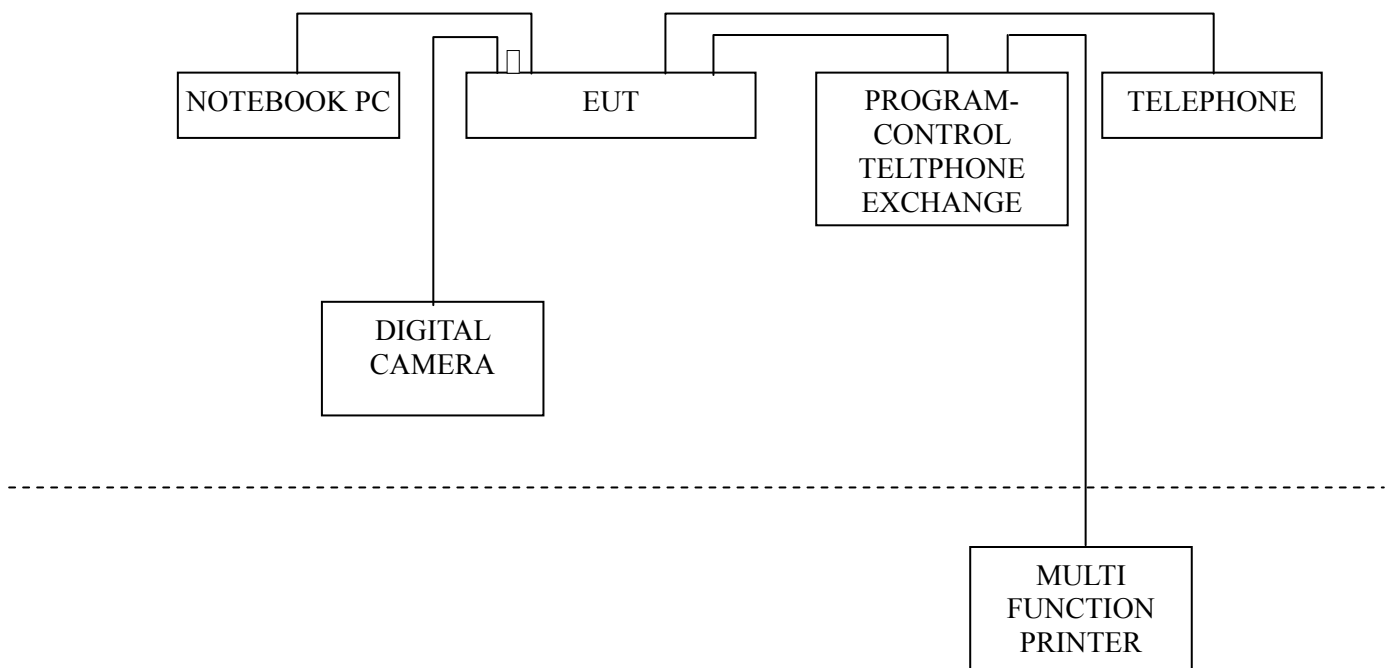 NOTEBOOK PC
EUT
PROGRAM-
CONTROL
TELTPHONE
EXCHANGE
TELEPHONE
DIGITAL
CAMERA
MULTI
FUNCTION
PRINTER